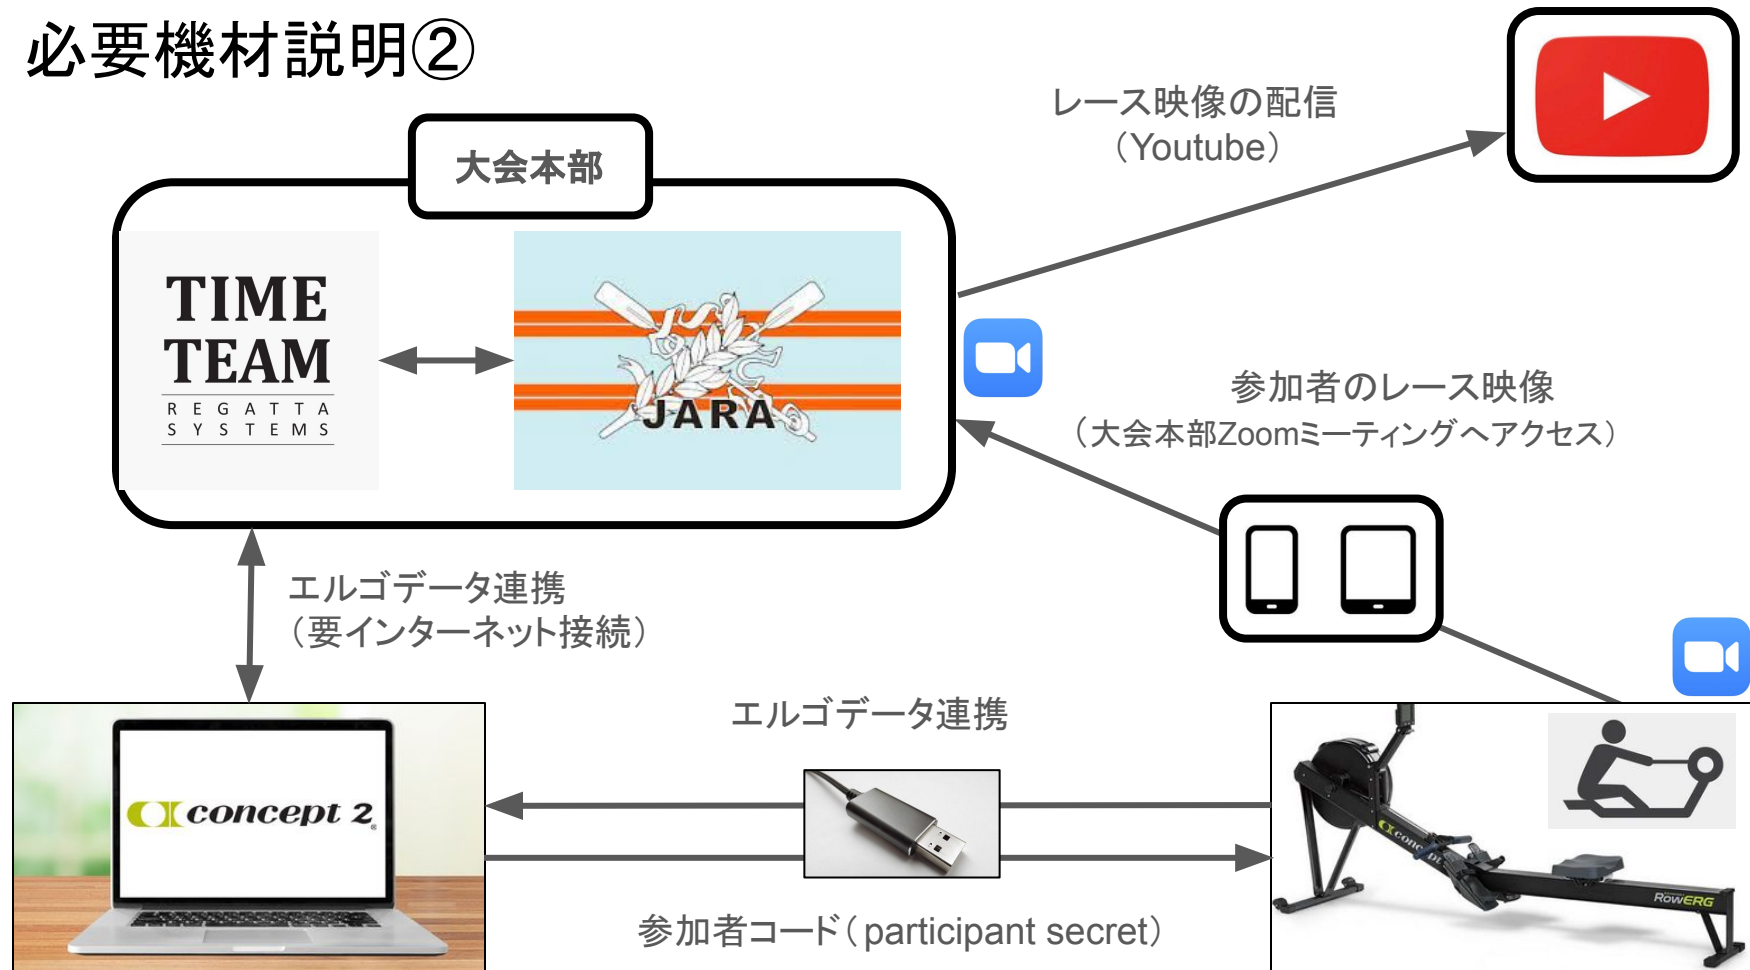 必要機材説明②
レース映像の配信
（Youtube）
大会本部
TIME
TEAM
REGATTA
SYSTEMS
JARA
参加者のレース映像
（大会本部Zoomミーティングへアクセス）
エルゴデータ連携
（要インターネット接続）
エルゴデータ連携
concept 2
参加者コード（participant secret）
RowERG